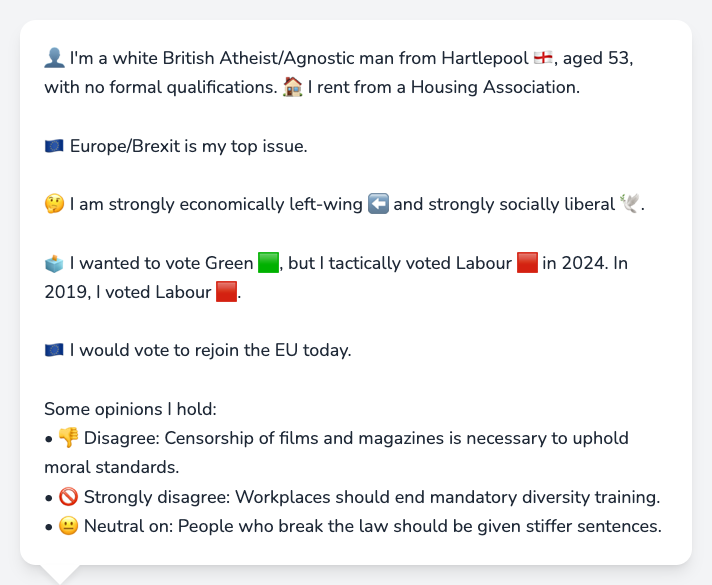 👤 I'm a white British Atheist/Agnostic man from Hartlepool 🏴󠁧󠁢󠁥󠁮󠁧󠁿, aged 53,
with no formal qualifications. 🏠 I rent from a Housing Association.
🇪🇺 Europe/Brexit is my top issue.
🤔 I am strongly economically left-wing ⬅️ and strongly socially liberal 🕊️.
🗳️ I wanted to vote Green 🟩, but I tactically voted Labour 🟥 in 2024. In
2019, I voted Labour 🟥.
🇪🇺 I would vote to rejoin the EU today.
Some opinions I hold:
• 👎 Disagree: Censorship of films and magazines is necessary to uphold
moral standards.
• 🚫 Strongly disagree: Workplaces should end mandatory diversity training.
• 😐 Neutral on: People who break the law should be given stiffer sentences.